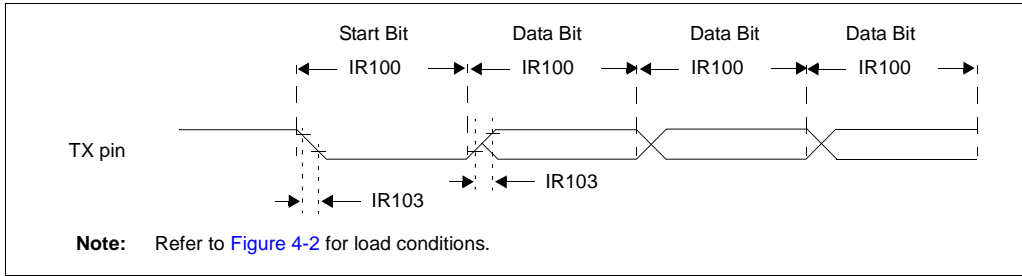 Start Bit Data Bit Data Bit Data Bit
IR100 IR100 IR100 IR100
TX pin
IR103 IR103
Note: Refer to Figure 4-2 for load conditions.